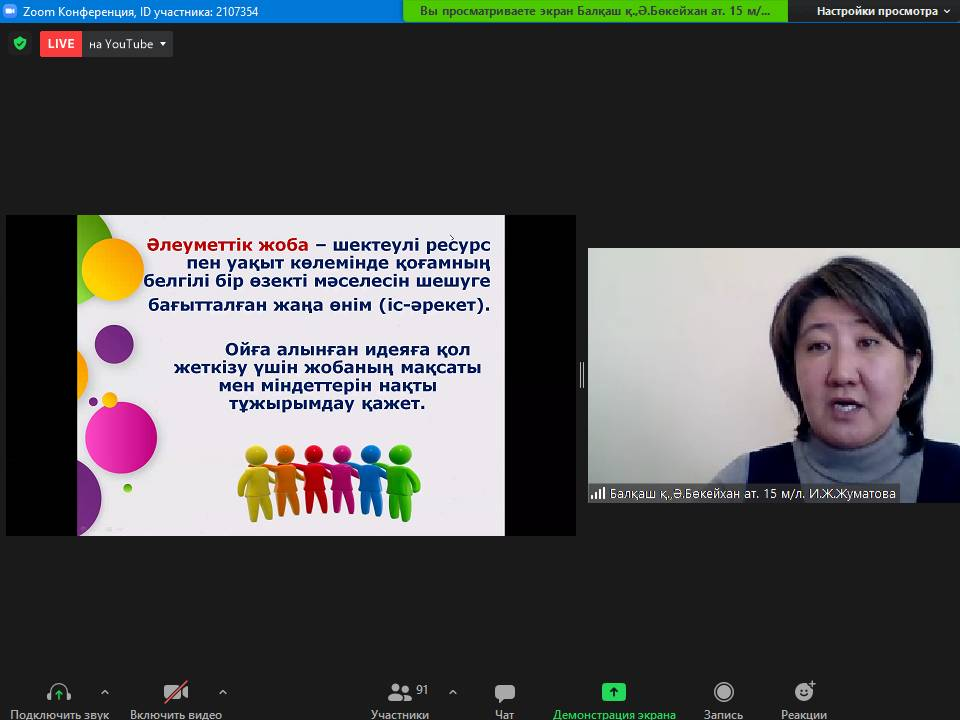 Zoom Конференция, ID участника: 2107354
Вы просматриваете экран Балқаш қ.,Ә.Бөкейхан ат. 15 м/...
Настройки просмотра
LIVE на YouTube
Әлеуметтік жоба – шектеулі ресурс
пен уақыт көлемінде қоғамның
белгілі бір өзекті мәселесін шешуге
бағытталған жаңа өнім (іс-әрекет).
Ойға алынған идеяға қол
жеткізу үшін жобаның мақсаты
мен міндеттерін нақты
тұжырымдау қажет.
Балқаш қ,.Ә.Бөкейхан ат. 15 м/л. И.Ж.Жуматова
Подключить звук
Включить видео
91
Участники
Чат
Демонстрация экрана
Запись
Реакции